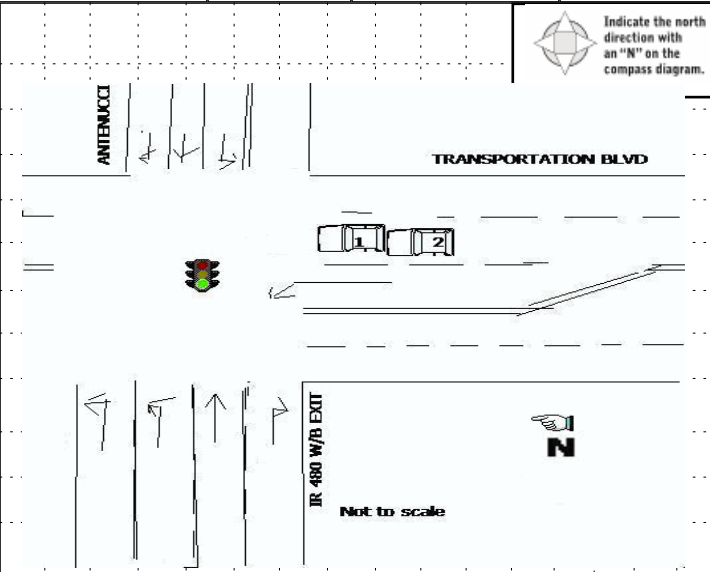 Indicate the north
direction with
an “N” on the
compass diagram.
ANTENUCCI
TRANSPORTATION BLVD
1
2
IR 480 W/B EXIT
N
Not to scale